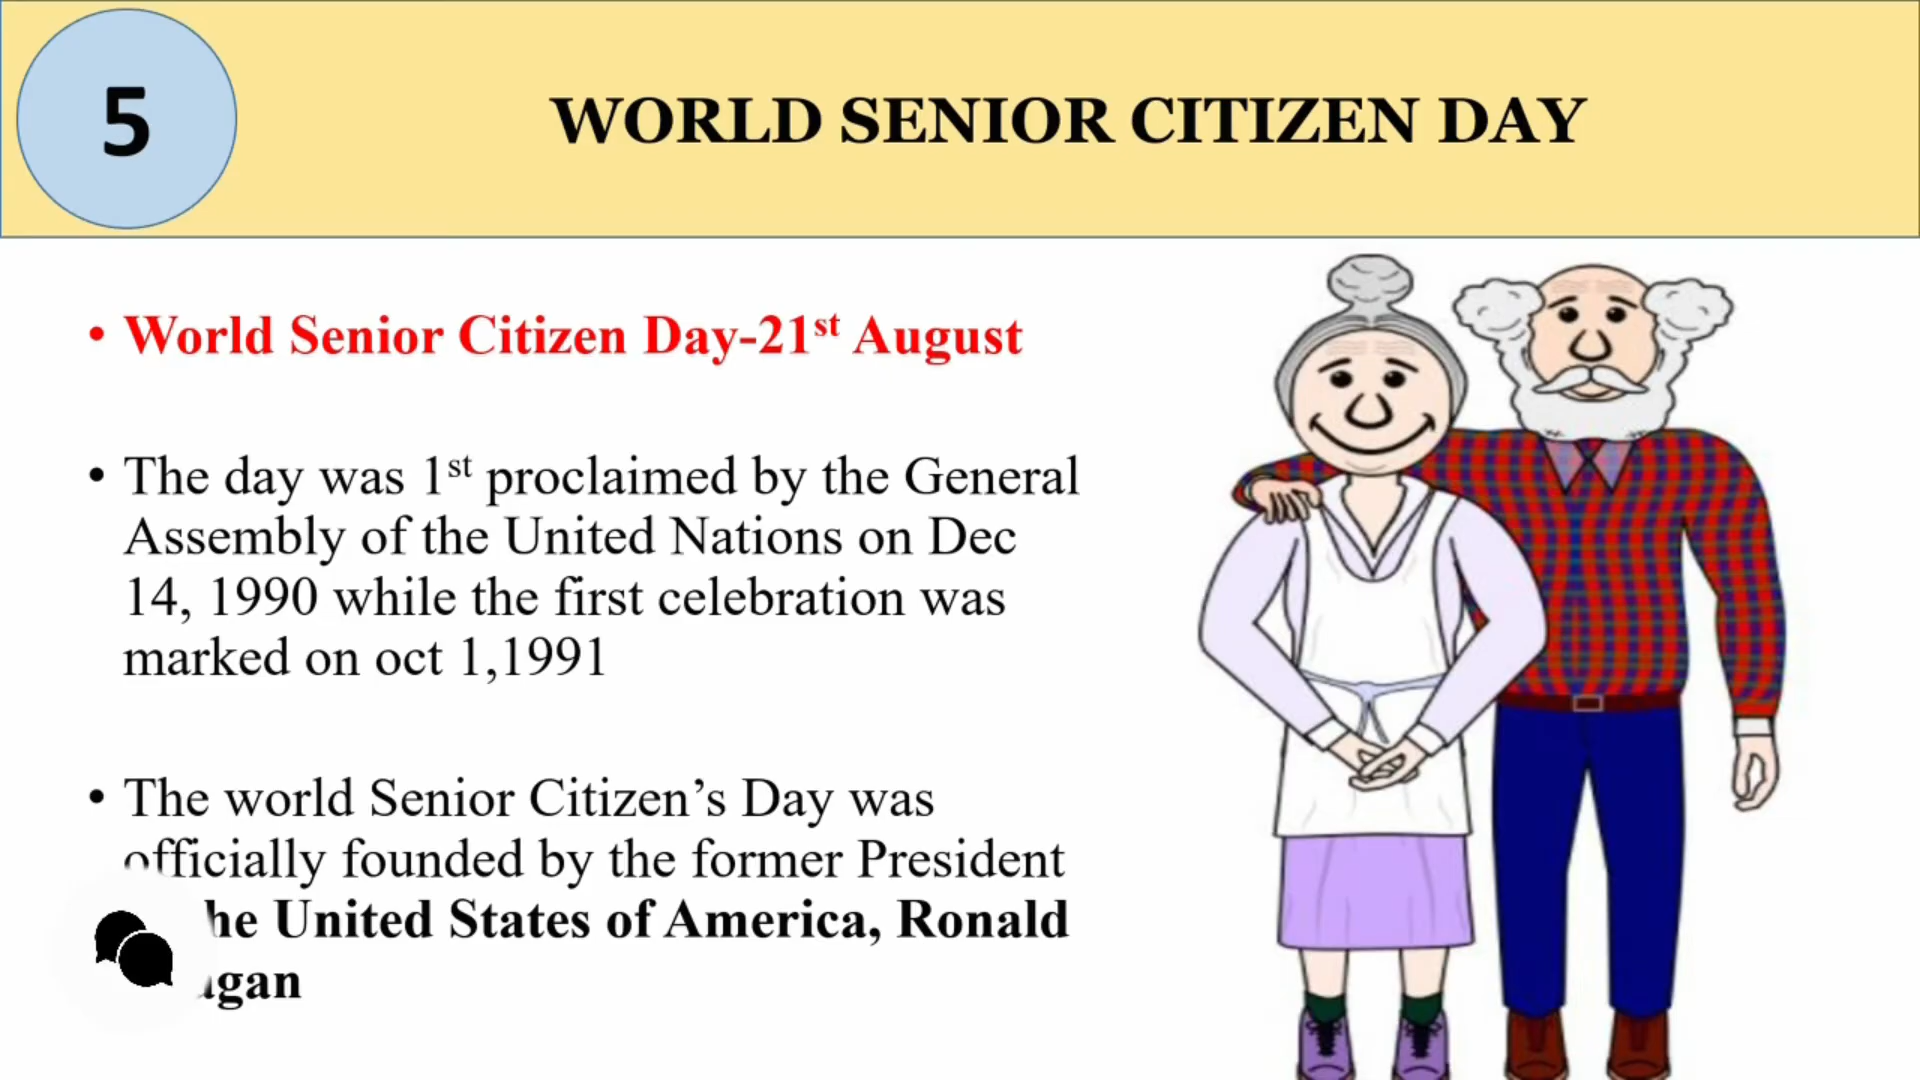 5
WORLD SENIOR CITIZEN DAY
• World Senior Citizen Day-21st August
• The day was 1st proclaimed by the General
Assembly of the United Nations on Dec
14, 1990 while the first celebration was
marked on oct 1,1991
• The world Senior Citizen’s Day was
officially founded by the former President
United States of America, Ronald